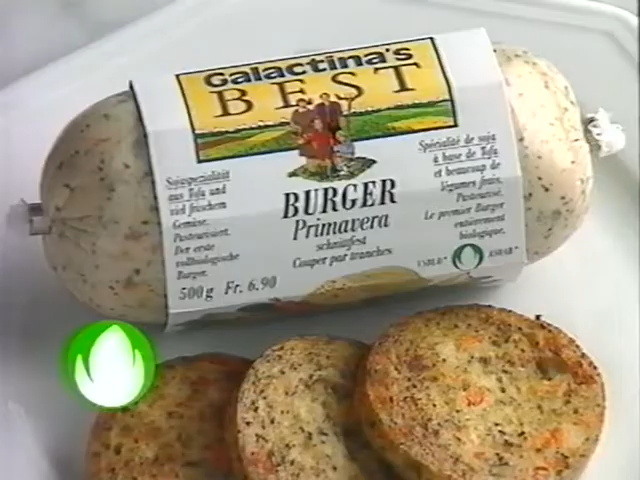 Galactina's
BEST
Sojaspezialität
aus Tofu und
viel frischem
Gemüse.
Pasteurisiert.
Der erste
vollbiologische
Burger.
500 g Fr. 6.90
BURGER
Primavera
schnittfest
Couper par tranches
Spécialité de soja
à base de Tofu
et beaucoup de
légumes frais.
Pasteurisé.
Le premier Burger
entièrement
biologique.